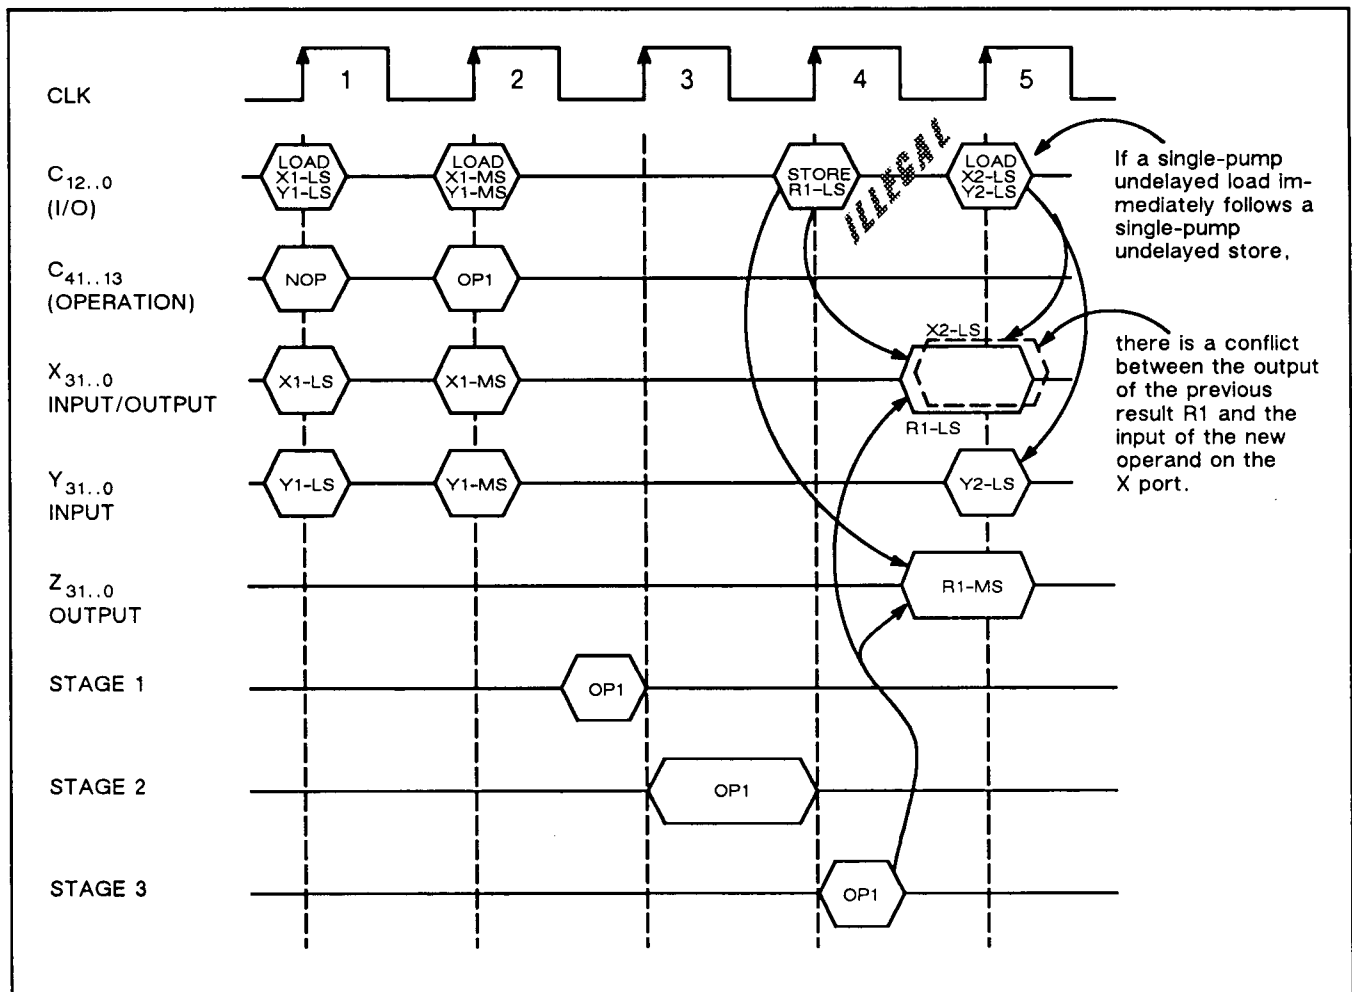 1 2 3 4 5
CLK
C12..0
(I/O)
LOAD
X1-LS
Y1-LS
LOAD
X1-MS
Y1-MS
STORE
R1-LS
ILLEGAL
LOAD
X2-LS
Y2-LS
If a single-pump
undelayed load im-
mediately follows a
single-pump
undelayed store,
C41..13
(OPERATION)
NOP
OP1
X31..0
INPUT/OUTPUT
X1-LS
X1-MS
X2-LS
R1-LS
there is a conflict
between the output
of the previous
result R1 and the
input of the new
operand on the
X port.
Y31..0
INPUT
Y1-LS
Y1-MS
Y2-LS
Z31..0
OUTPUT
R1-MS
STAGE 1
OP1
STAGE 2
OP1
STAGE 3
OP1